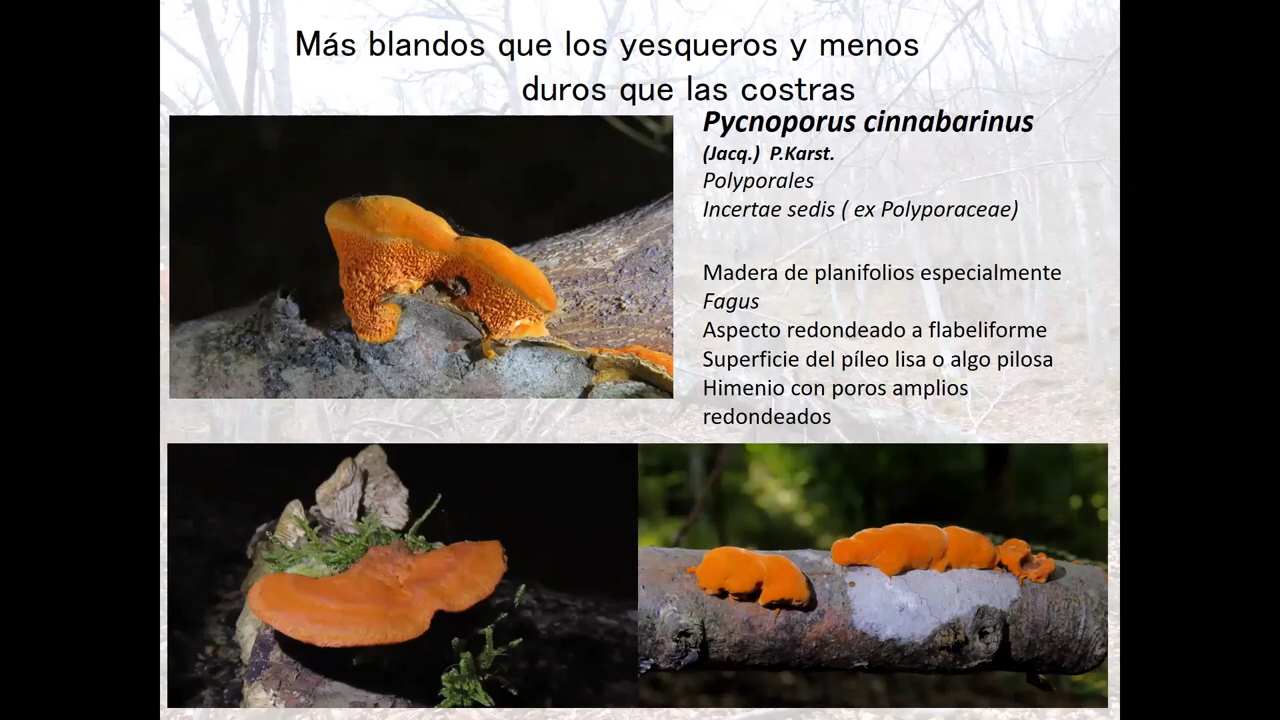 Más blandos que los yesqueros y menos
duros que las costras
Pycnoporus cinnabarinus
(Jacq.) P.Karst.
Polyporales
Incertae sedis ( ex Polyporaceae)
Madera de planifolios especialmente
Fagus
Aspecto redondeado a flabeliforme
Superficie del píleo lisa o algo pilosa
Himenio con poros amplios
redondeados